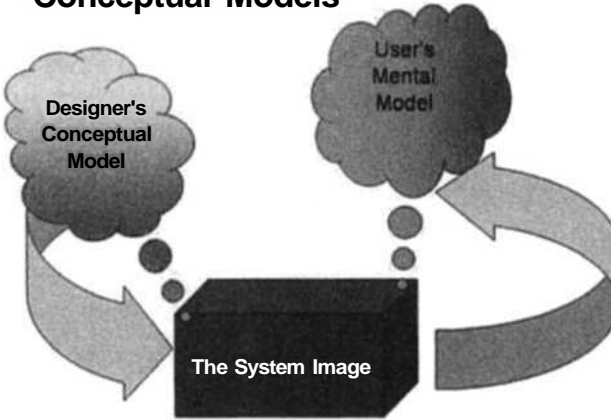 Conceptual Models
Designer's
Conceptual
Model
User's
Mental
Model
The System Image